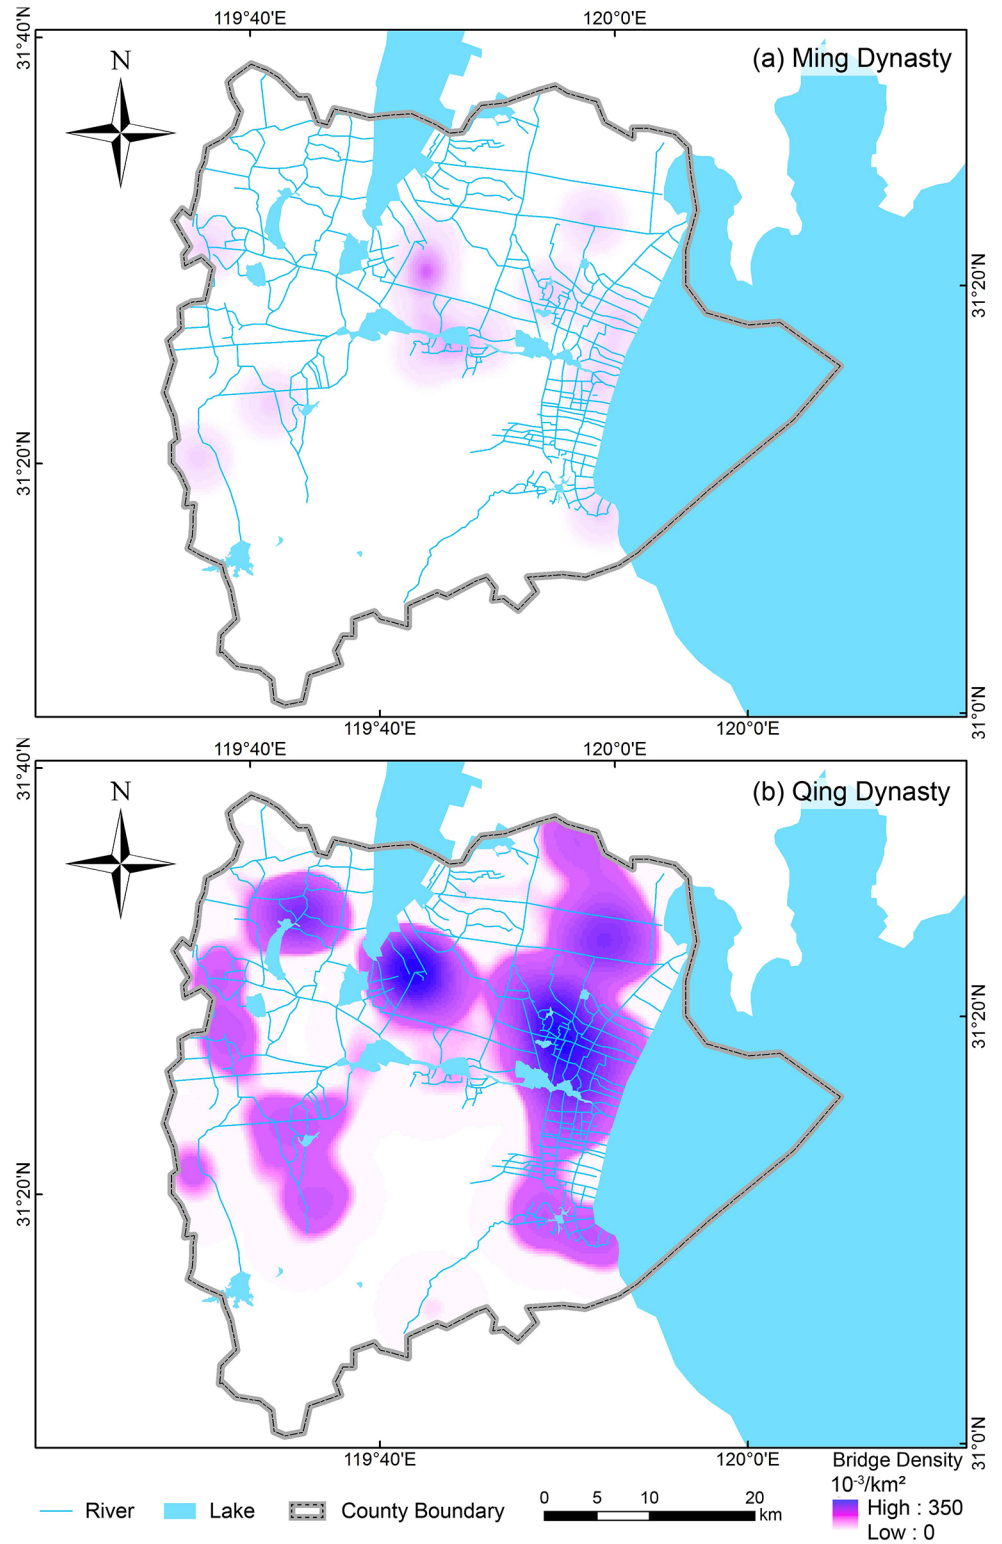 119°40'E 120°0'E
31°40'N
(a) Ming Dynasty
N
31°20'N
31°20'N
31°0'N
119°40'E 120°0'E
119°40'E 120°0'E
31°40'N
(b) Qing Dynasty
N
31°20'N
31°20'N
31°0'N
119°40'E 120°0'E
Bridge Density
10⁻³/km²
River Lake County Boundary
0 5 10 20
km
High : 350
Low : 0